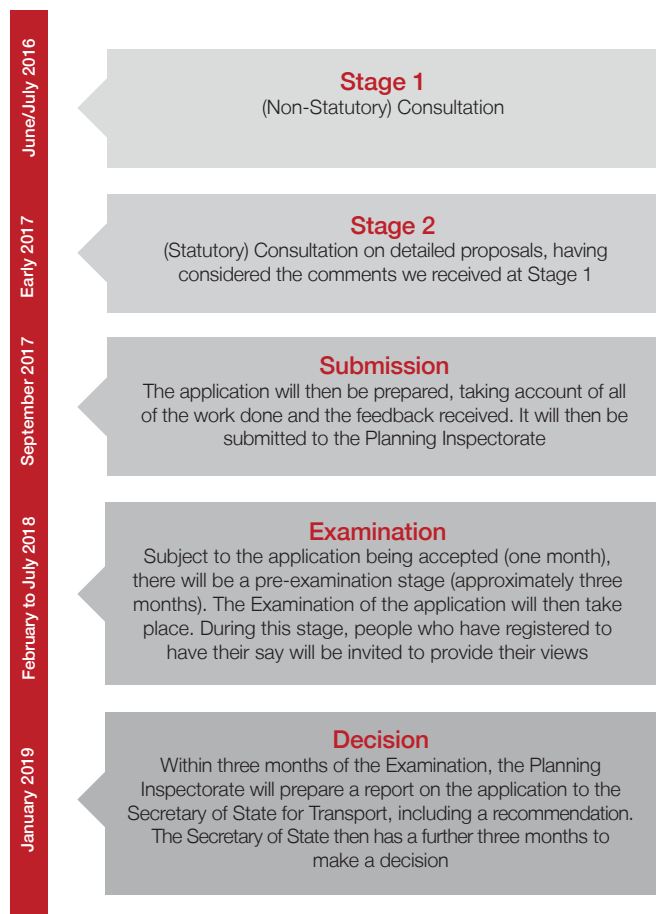 June/July 2016
Stage 1
(Non-Statutory) Consultation
Early 2017
Stage 2
(Statutory) Consultation on detailed proposals, having
considered the comments we received at Stage 1
September 2017
Submission
The application will then be prepared, taking account of all
of the work done and the feedback received. It will then be
submitted to the Planning Inspectorate
February to July 2018
Examination
Subject to the application being accepted (one month),
there will be a pre-examination stage (approximately three
months). The Examination of the application will then take
place. During this stage, people who have registered to
have their say will be invited to provide their views
January 2019
Decision
Within three months of the Examination, the Planning
Inspectorate will prepare a report on the application to the
Secretary of State for Transport, including a recommendation.
The Secretary of State then has a further three months to
make a decision